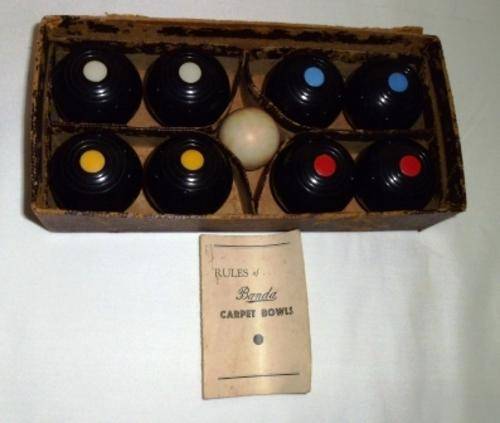 RULES of...
Banda
CARPET BOWLS